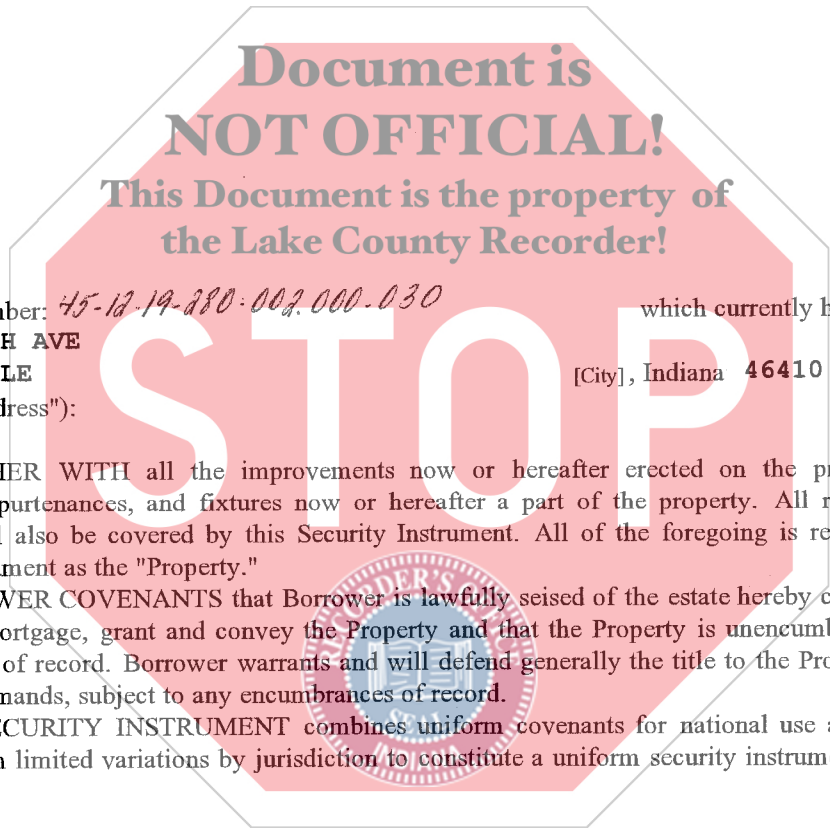 Document is
NOT OFFICIAL!
This Document is the property of
the Lake County Recorder!
nber: 45-12-19-280-002.000-030 which currently h
H AVE
LE [City], Indiana 46410
dress"):
STOP
HER WITH all the improvements now or hereafter erected on the pr
purtenances, and fixtures now or hereafter a part of the property. All r
l also be covered by this Security Instrument. All of the foregoing is re
ment as the "Property."
WER COVENANTS that Borrower is lawfully seised of the estate hereby c
ortgage, grant and convey the Property and that the Property is unencuml
of record. Borrower warrants and will defend generally the title to the Pro
mands, subject to any encumbrances of record.
ECURITY INSTRUMENT combines uniform covenants for national use a
n limited variations by jurisdiction to constitute a uniform security instrum
RECORDER'S OFFICE
SEAL
INDIANA